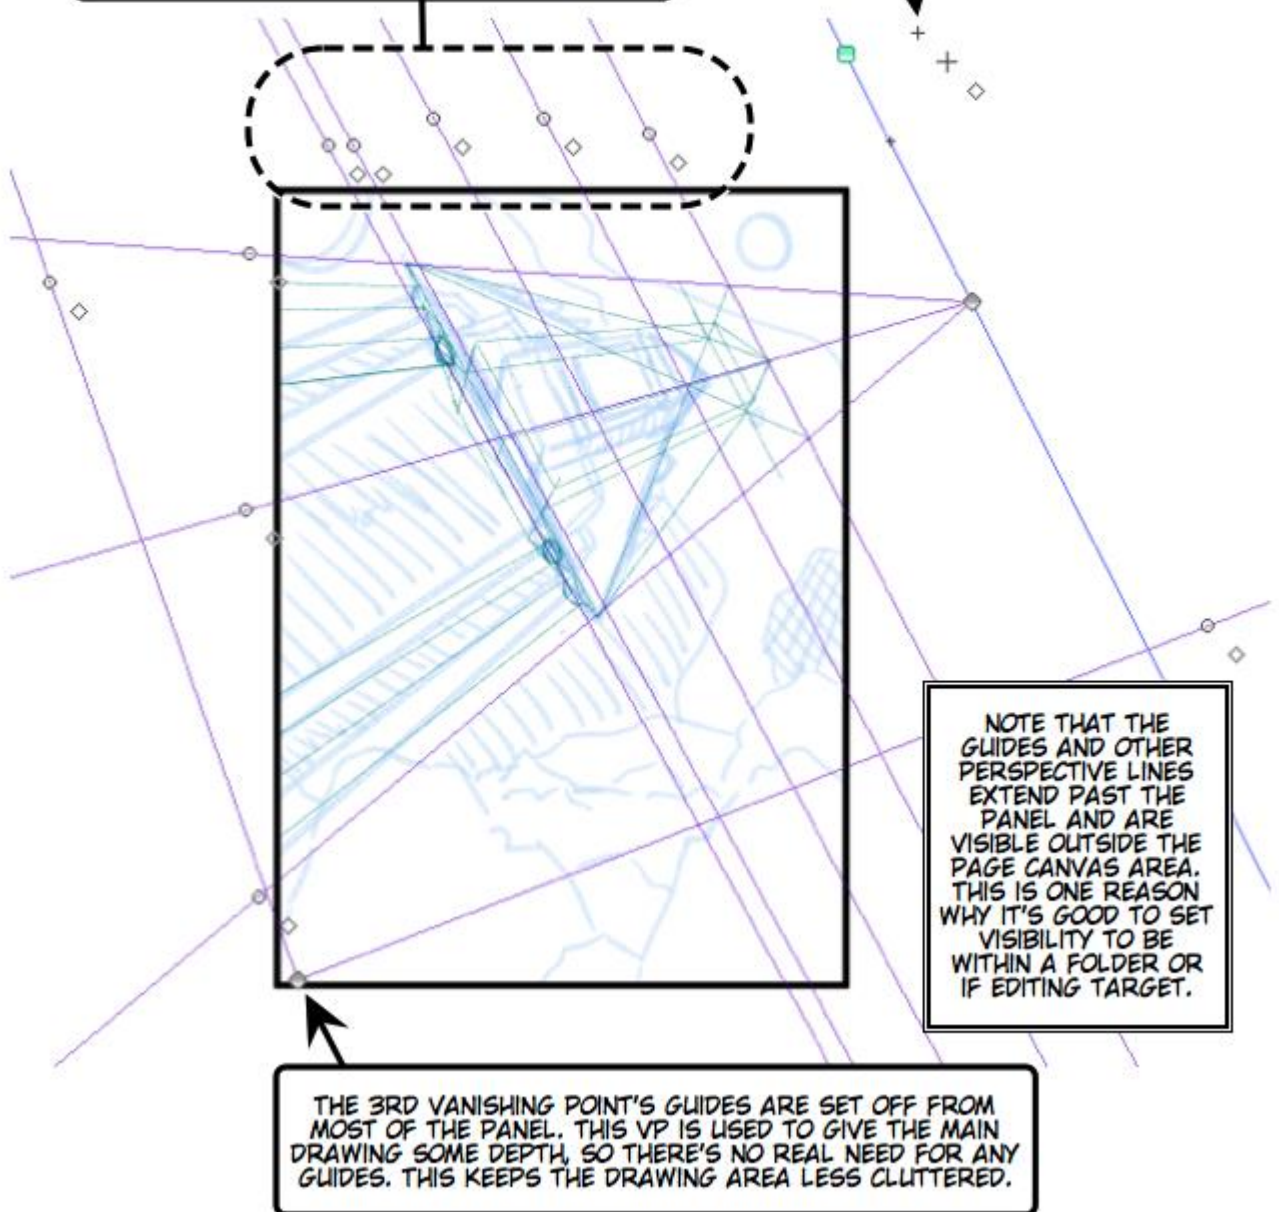 NOTE THAT THE
GUIDES AND OTHER
PERSPECTIVE LINES
EXTEND PAST THE
PANEL AND ARE
VISIBLE OUTSIDE THE
PAGE CANVAS AREA.
THIS IS ONE REASON
WHY IT'S GOOD TO SET
VISIBILITY TO BE
WITHIN A FOLDER OR
IF EDITING TARGET.
THE 3RD VANISHING POINT'S GUIDES ARE SET OFF FROM
MOST OF THE PANEL. THIS VP IS USED TO GIVE THE MAIN
DRAWING SOME DEPTH, SO THERE'S NO REAL NEED FOR ANY
GUIDES. THIS KEEPS THE DRAWING AREA LESS CLUTTERED.